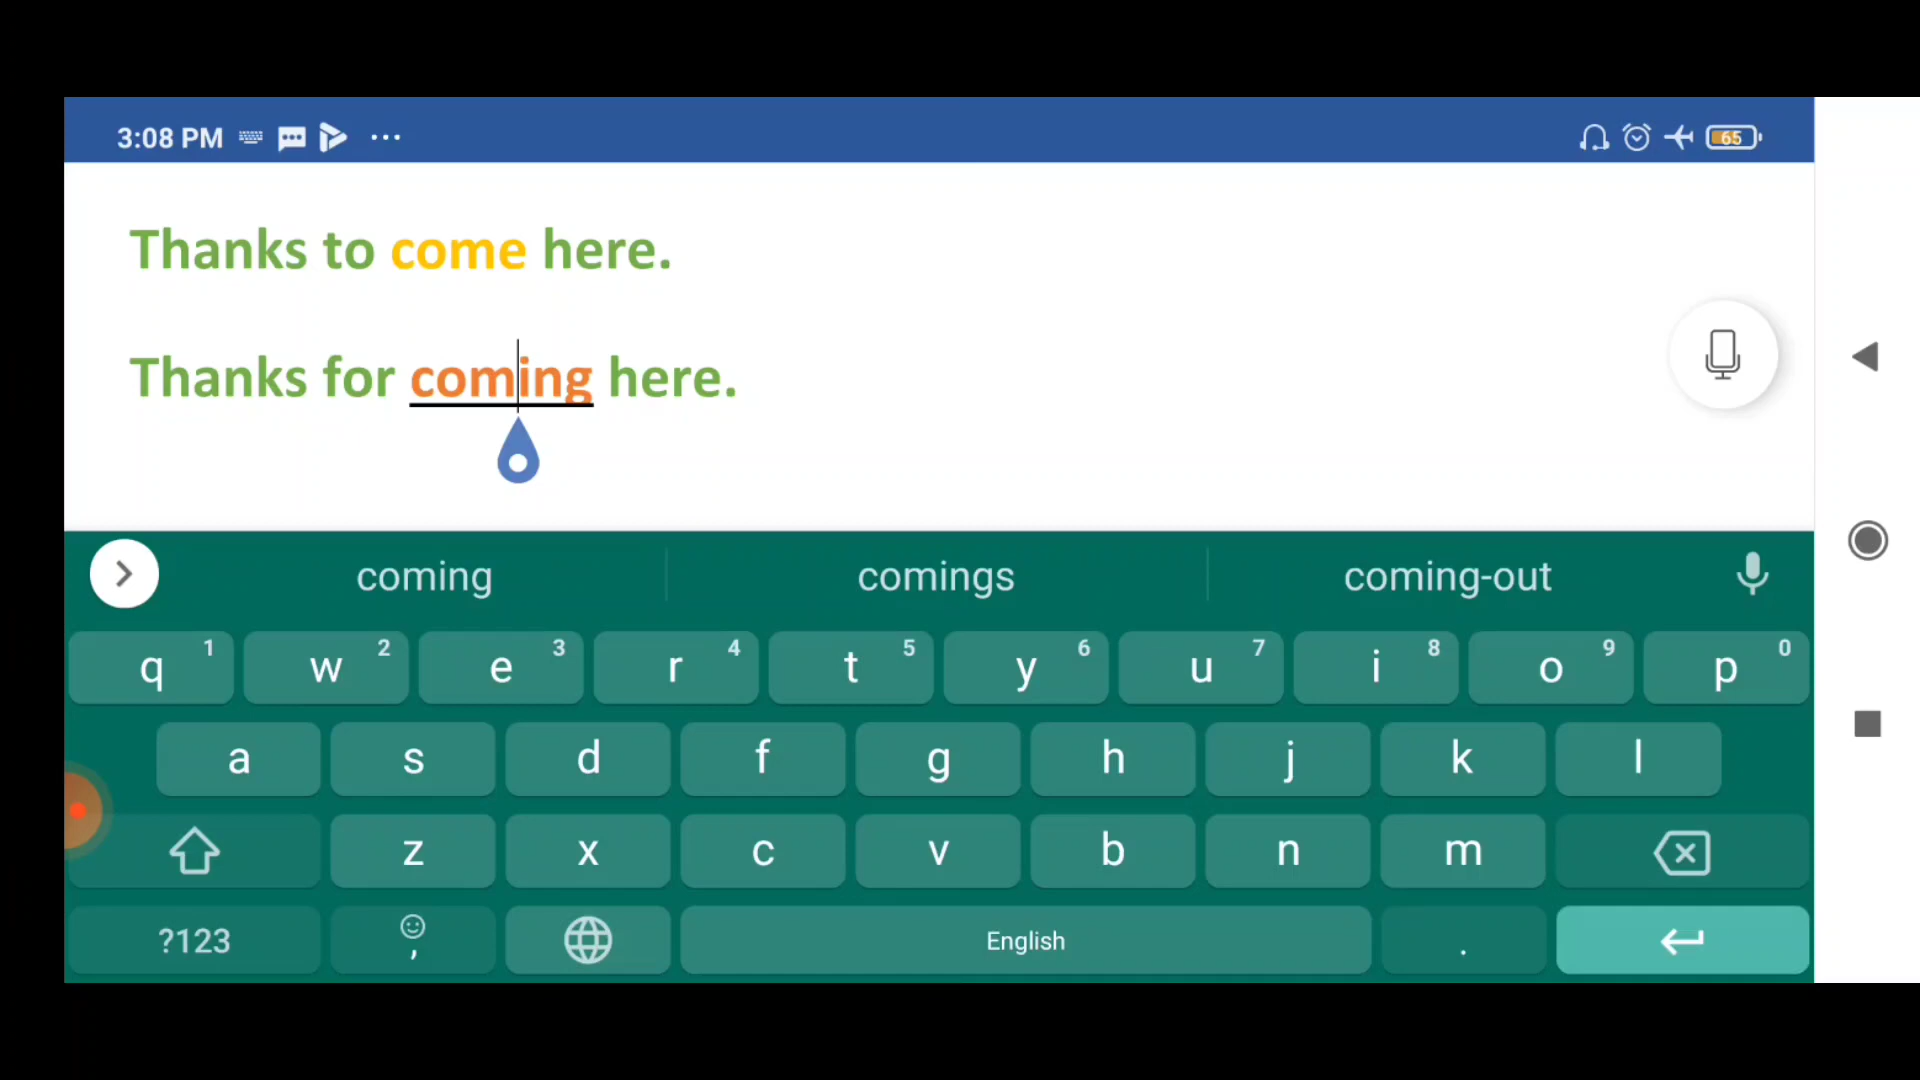 3:08 PM
65
Thanks to come here.
Thanks for coming here.
coming comings coming-out
q 1 w 2 e 3 r 4 t 5 y 6 u 7 i 8 o 9 p 0
a s d f g h j k l
z x c v b n m
?123 , English .